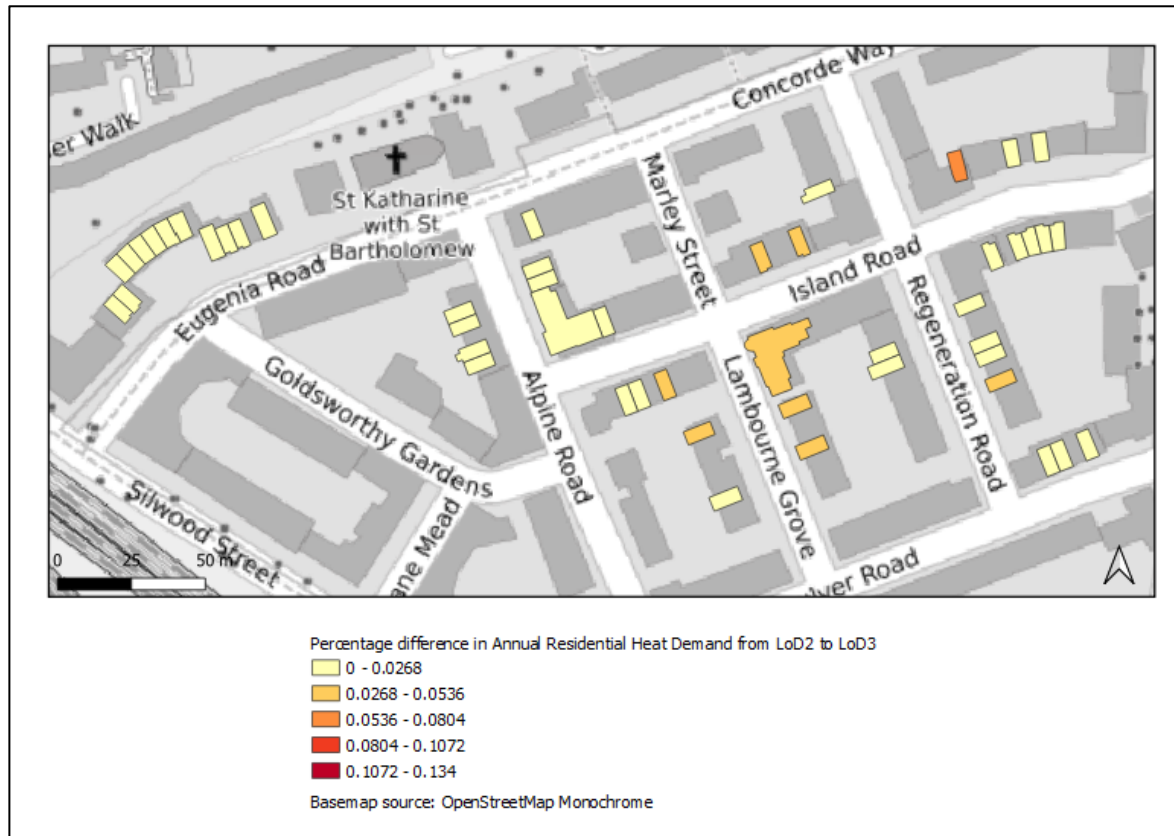 Concorde Way
er Walk
St Katharine
with St
Bartholomew
Marley Street
Eugenia Road
Island Road
Regeneration Road
Goldsworthy Gardens
Alpine Road
Lambourne Grove
Silwood Street
ane Mead
lver Road
0 25 50 m
Percentage difference in Annual Residential Heat Demand from LoD2 to LoD3
0 - 0.0268
0.0268 - 0.0536
0.0536 - 0.0804
0.0804 - 0.1072
0.1072 - 0.134
Basemap source: OpenStreetMap Monochrome